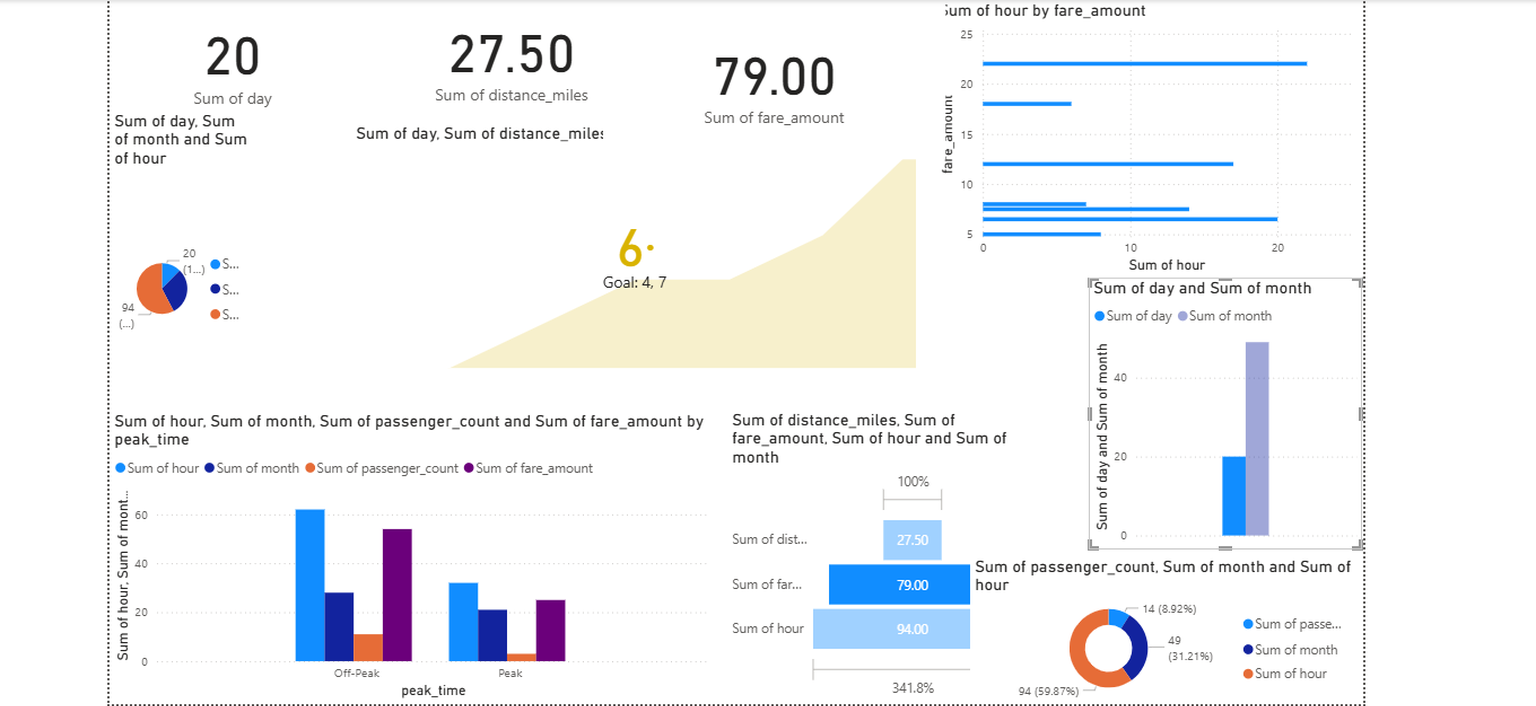 20
Sum of day
27.50
Sum of distance_miles
79.00
Sum of fare_amount
Sum of day, Sum
of month and Sum
of hour
20
(1...)
94
(...)
S...
S...
S...
Sum of day, Sum of distance_miles
6
Goal: 4, 7
Sum of hour by fare_amount
fare_amount
25
20
15
10
5
0
10
20
Sum of hour
Sum of day and Sum of month
Sum of day
Sum of month
Sum of day and Sum of month
40
20
0
Sum of hour, Sum of month, Sum of passenger_count and Sum of fare_amount by
peak_time
Sum of hour
Sum of month
Sum of passenger_count
Sum of fare_amount
Sum of hour, Sum of mont...
60
40
20
0
Off-Peak
Peak
peak_time
Sum of distance_miles, Sum of
fare_amount, Sum of hour and Sum of
month
100%
Sum of dist...
27.50
Sum of far...
79.00
Sum of hour
94.00
341.8%
Sum of passenger_count, Sum of month and Sum of
hour
14 (8.92%)
49
(31.21%)
94 (59.87%)
Sum of passe...
Sum of month
Sum of hour